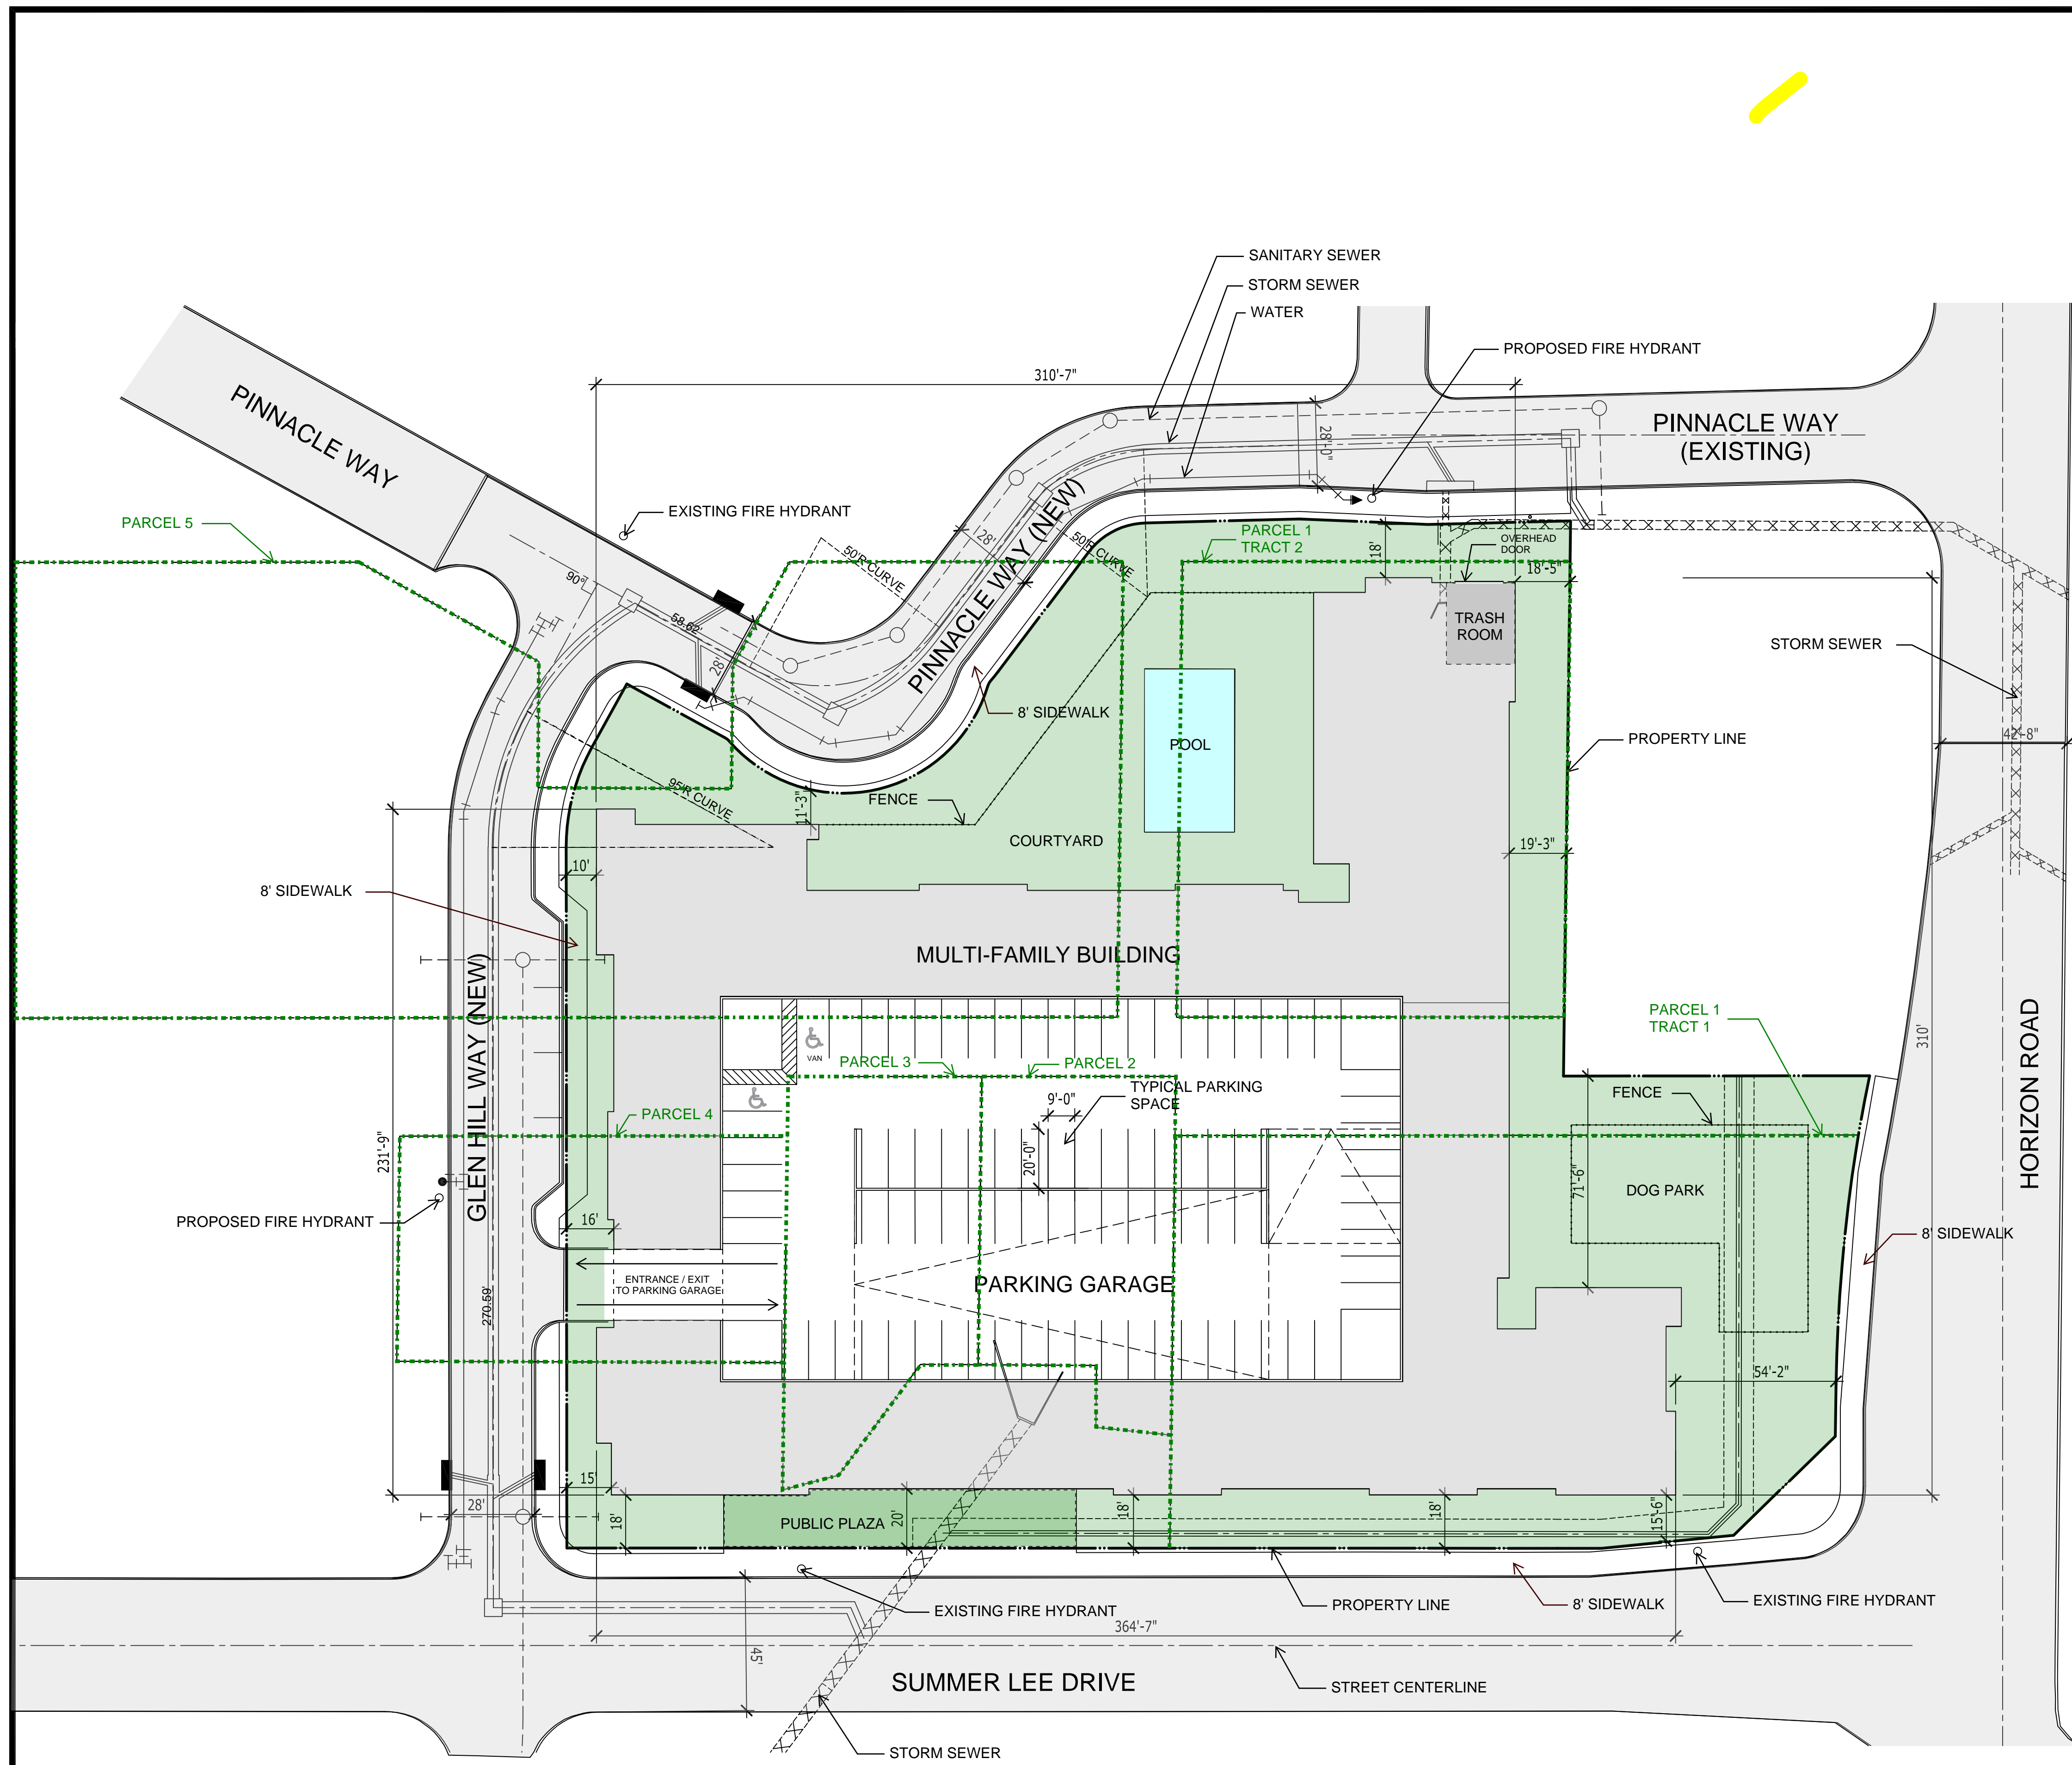 SANITARY SEWER
STORM SEWER
WATER
PROPOSED FIRE HYDRANT
310'-7"
PINNACLE WAY
PINNACLE WAY
(EXISTING)
28'-0"
EXISTING FIRE HYDRANT
PARCEL 5
PARCEL 1
TRACT 2
18'
OVERHEAD
DOOR
18'-5"
50'R CURVE
28'
50'R CURVE
PINNACLE WAY (NEW)
90°
58.62'
28'
TRASH
ROOM
STORM SEWER
8' SIDEWALK
POOL
PROPERTY LINE
42'-8"
95'R CURVE
11'-3"
FENCE
COURTYARD
19'-3"
10'
8' SIDEWALK
MULTI-FAMILY BUILDING
GLEN HILL WAY (NEW)
PARCEL 1
TRACT 1
310'
HORIZON ROAD
VAN
PARCEL 3
PARCEL 2
TYPICAL PARKING
SPACE
9'-0"
FENCE
PARCEL 4
231'-9"
20'-0"
71'-6"
DOG PARK
PROPOSED FIRE HYDRANT
16'
8' SIDEWALK
ENTRANCE / EXIT
TO PARKING GARAGE
PARKING GARAGE
270.59'
54'-2"
15'
28'
18'
PUBLIC PLAZA
20'
18'
18'
15'-6"
EXISTING FIRE HYDRANT
PROPERTY LINE
8' SIDEWALK
EXISTING FIRE HYDRANT
364'-7"
45'
SUMMER LEE DRIVE
STREET CENTERLINE
STORM SEWER